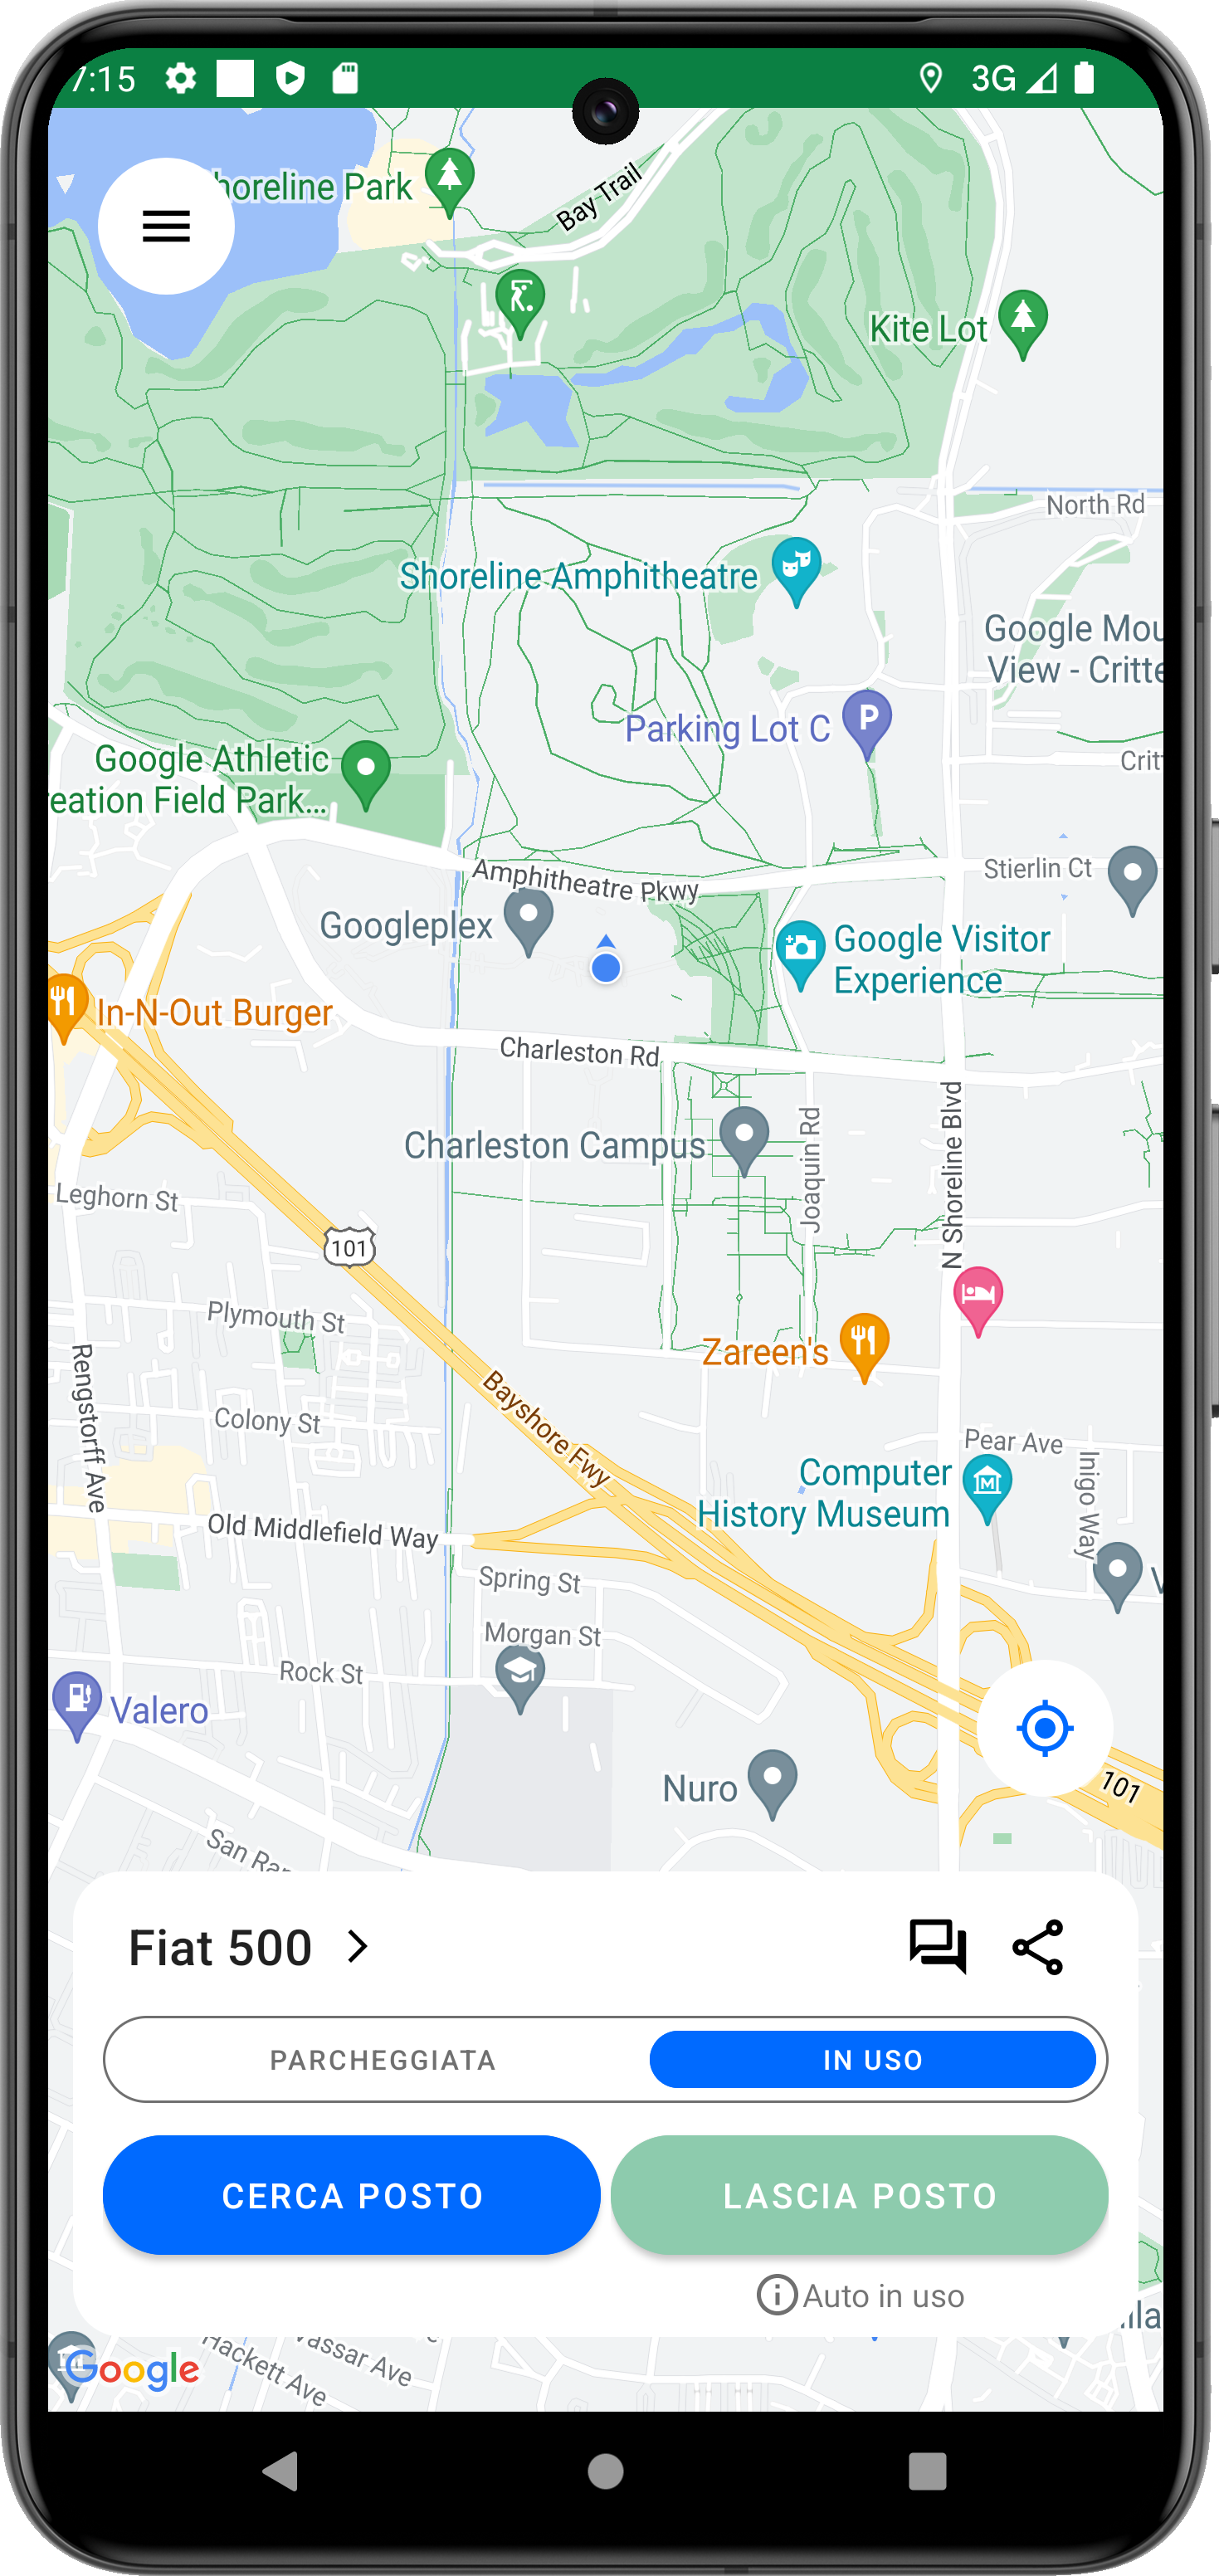 7:15
3G
horeline Park
Bay Trail
Kite Lot
North Rd
Shoreline Amphitheatre
Google Mou
View - Critte
Parking Lot C
P
Google Athletic
eation Field Park...
Crit
Amphitheatre Pkwy
Stierlin Ct
Googleplex
Google Visitor
Experience
In-N-Out Burger
Charleston Rd
Charleston Campus
Joaquin Rd
N Shoreline Blvd
Leghorn St
101
Plymouth St
Zareen's
Rengstorff Ave
Bayshore Fwy
Colony St
Pear Ave
Computer
History Museum
M
Inigo Way
Old Middlefield Way
Spring St
V
Morgan St
Rock St
Valero
Nuro
101
San Ra
Fiat 500
PARCHEGGIATA
IN USO
CERCA POSTO
LASCIA POSTO
Auto in uso
lla
Google
Hackett Ave
Vassar Ave